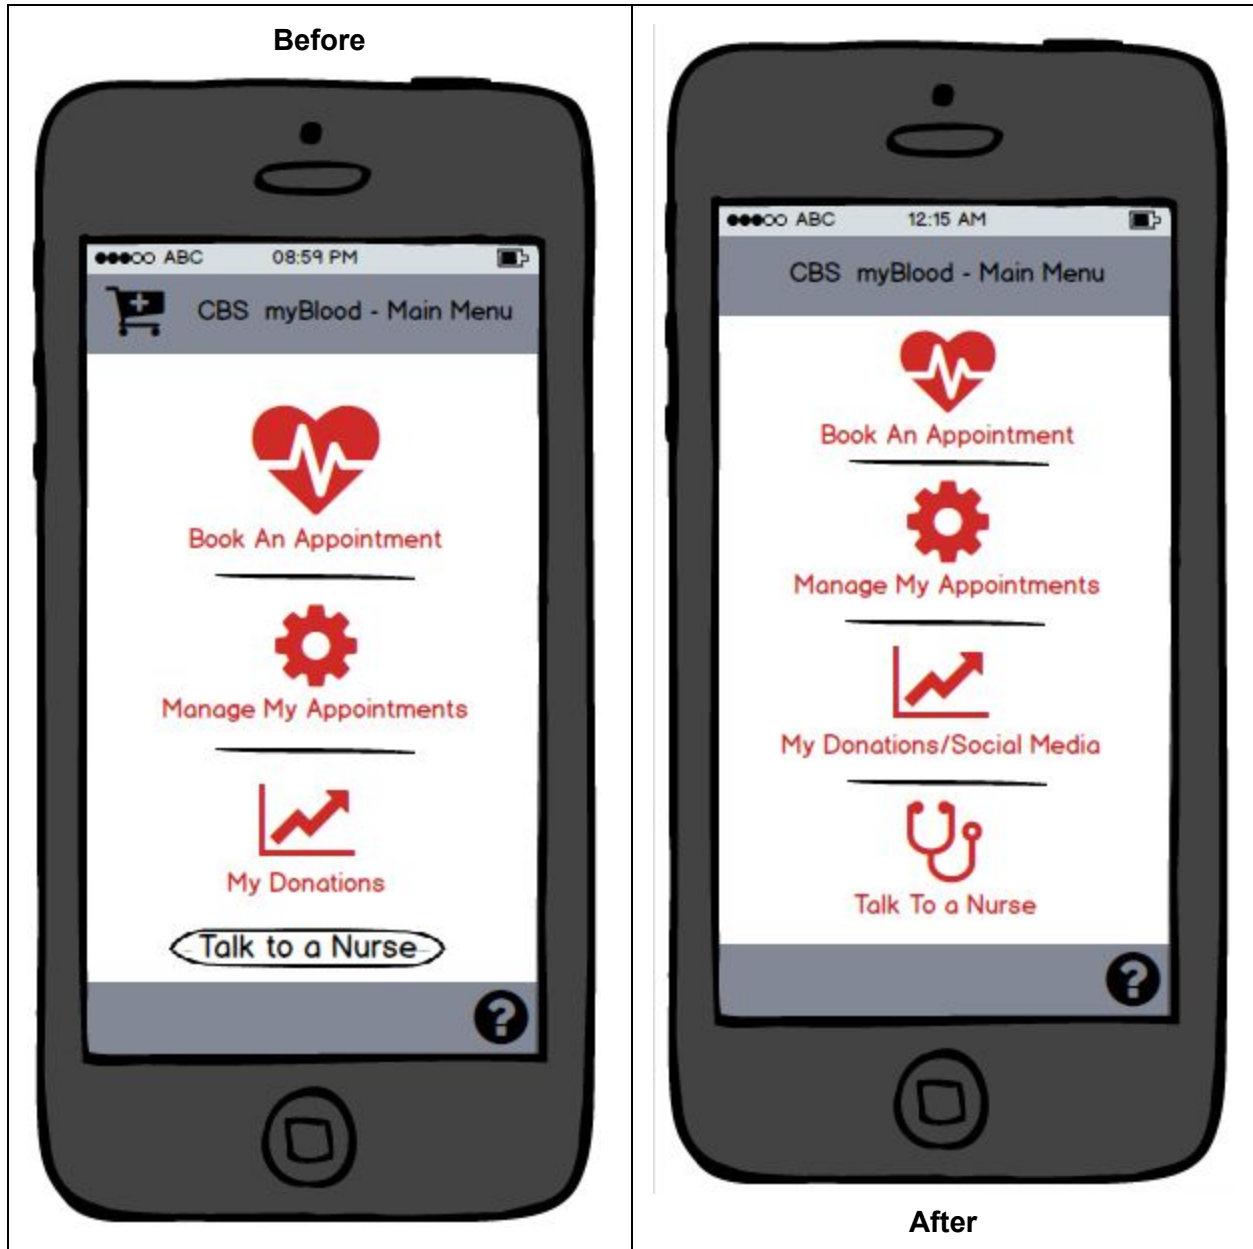 Before
ABC 08:59 PM
CBS myBlood - Main Menu
Book An Appointment
Manage My Appointments
My Donations
Talk to a Nurse
?
ABC 12:15 AM
CBS myBlood - Main Menu
Book An Appointment
Manage My Appointments
My Donations/Social Media
Talk To a Nurse
?
After